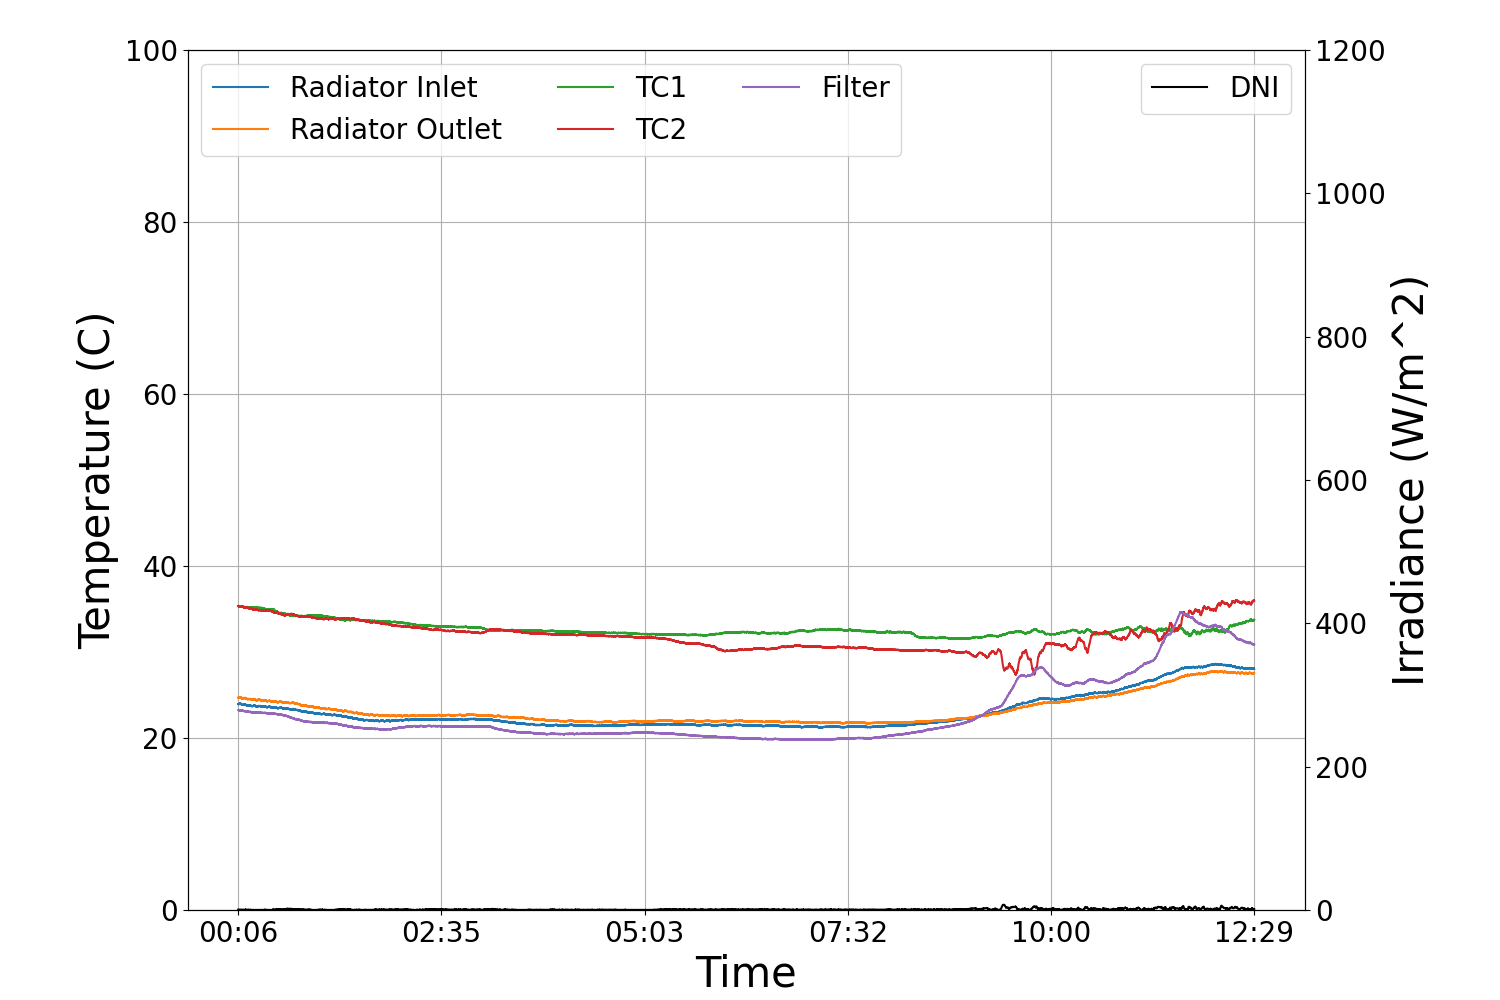 Radiator Inlet
Radiator Outlet
TC1
TC2
Filter
DNI
Temperature (C)
100
80
60
40
20
0
Irradiance (W/m^2)
1200
1000
800
600
400
200
0
00:06 02:35 05:03 07:32 10:00 12:29
Time